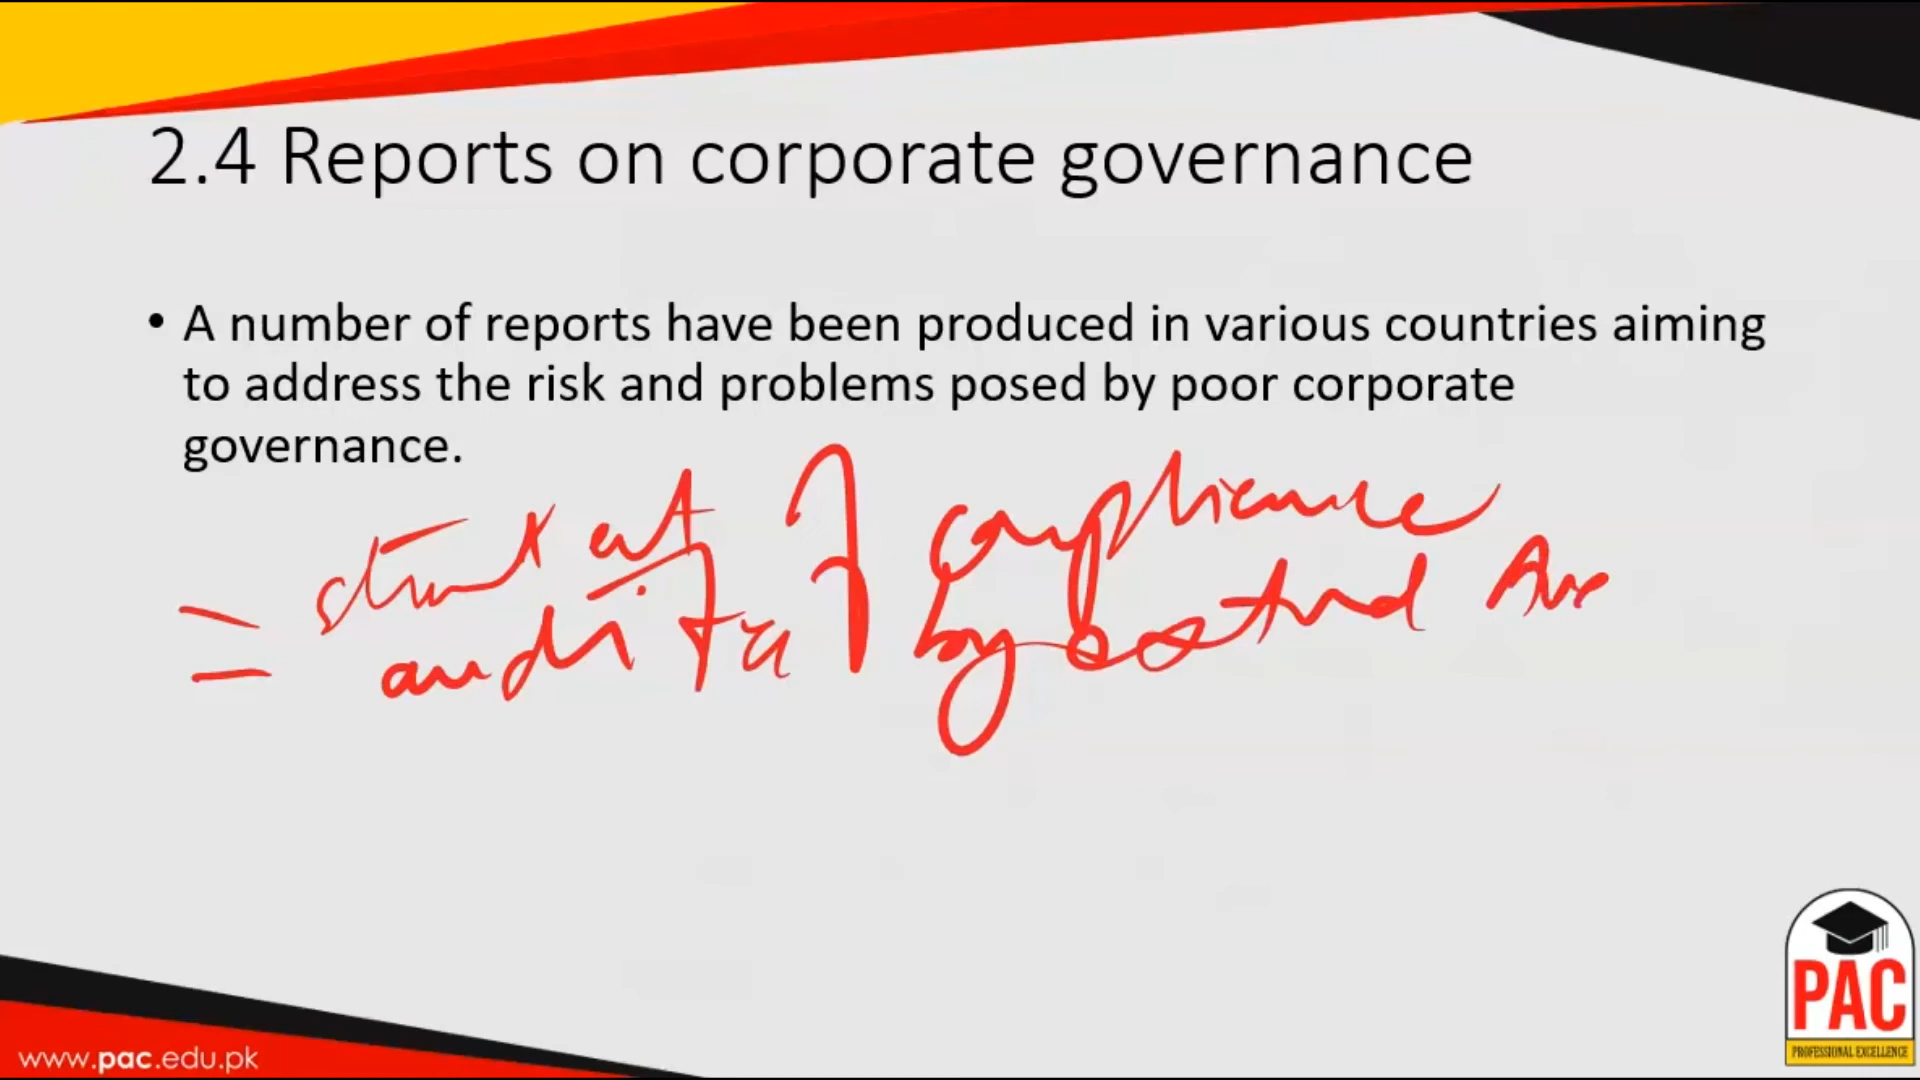 2.4 Reports on corporate governance
• A number of reports have been produced in various countries aiming
to address the risk and problems posed by poor corporate
governance.
compliance
by
www.pac.edu.pk
PAC
PROFESSIONAL EXCELLENCE